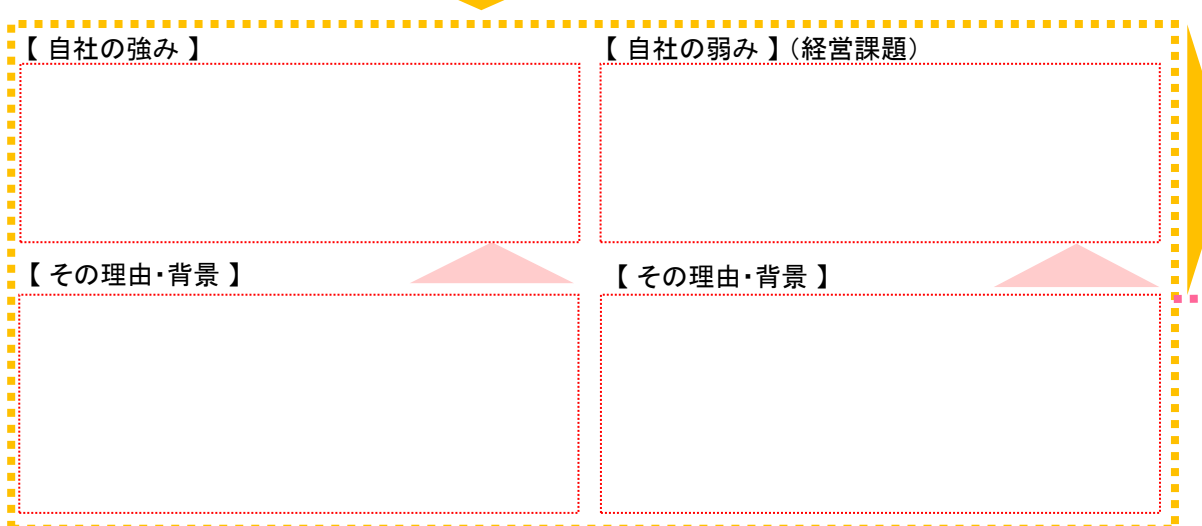 【 自社の強み 】
【 自社の弱み 】（経営課題）
【 その理由・背景 】
【 その理由・背景 】